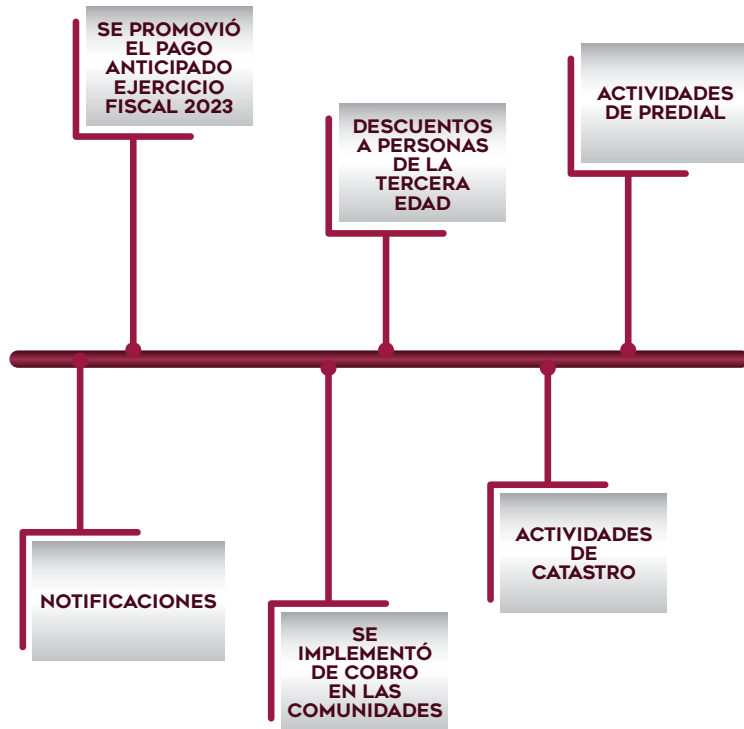 SE PROMOVIÓ
EL PAGO
ANTICIPADO
EJERCICIO
FISCAL 2023
DESCUENTOS
A PERSONAS
DE LA
TERCERA
EDAD
ACTIVIDADES
DE PREDIAL
NOTIFICACIONES
SE
IMPLEMENTÓ
DE COBRO
EN LAS
COMUNIDADES
ACTIVIDADES
DE
CATASTRO